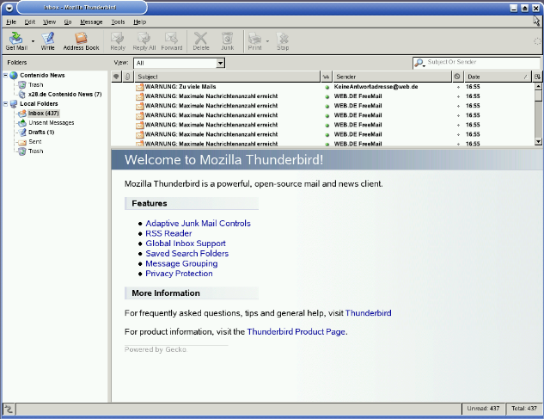 Inbox - Mozilla Thunderbird
File Edit View Go Message Tools Help
Get Mail Write Address Book Reply Reply All Forward Delete Junk Print Stop
Folders View: All Subject Or Sender
Contenido News
Trash
x28.de Contenido News (7)
Local Folders
Inbox (437)
Unsent Messages
Drafts (1)
Sent
Trash
Subject Sender Date
WARNUNG: Zu viele Mails KeineAntwortadresse@web.de 16:55
WARNUNG: Maximale Nachrichtenanzahl erreicht WEB.DE FreeMail 16:55
WARNUNG: Maximale Nachrichtenanzahl erreicht WEB.DE FreeMail 16:55
WARNUNG: Maximale Nachrichtenanzahl erreicht WEB.DE FreeMail 16:55
WARNUNG: Maximale Nachrichtenanzahl erreicht WEB.DE FreeMail 16:55
WARNUNG: Maximale Nachrichtenanzahl erreicht WEB.DE FreeMail 16:55
WARNUNG: Maximale Nachrichtenanzahl erreicht WEB.DE FreeMail 16:55
Welcome to Mozilla Thunderbird!
Mozilla Thunderbird is a powerful, open-source mail and news client.
Features
Adaptive Junk Mail Controls
RSS Reader
Global Inbox Support
Saved Search Folders
Message Grouping
Privacy Protection
More Information
For frequently asked questions, tips and general help, visit Thunderbird
For product information, visit the Thunderbird Product Page.
Powered by Gecko
Unread: 437 Total: 437